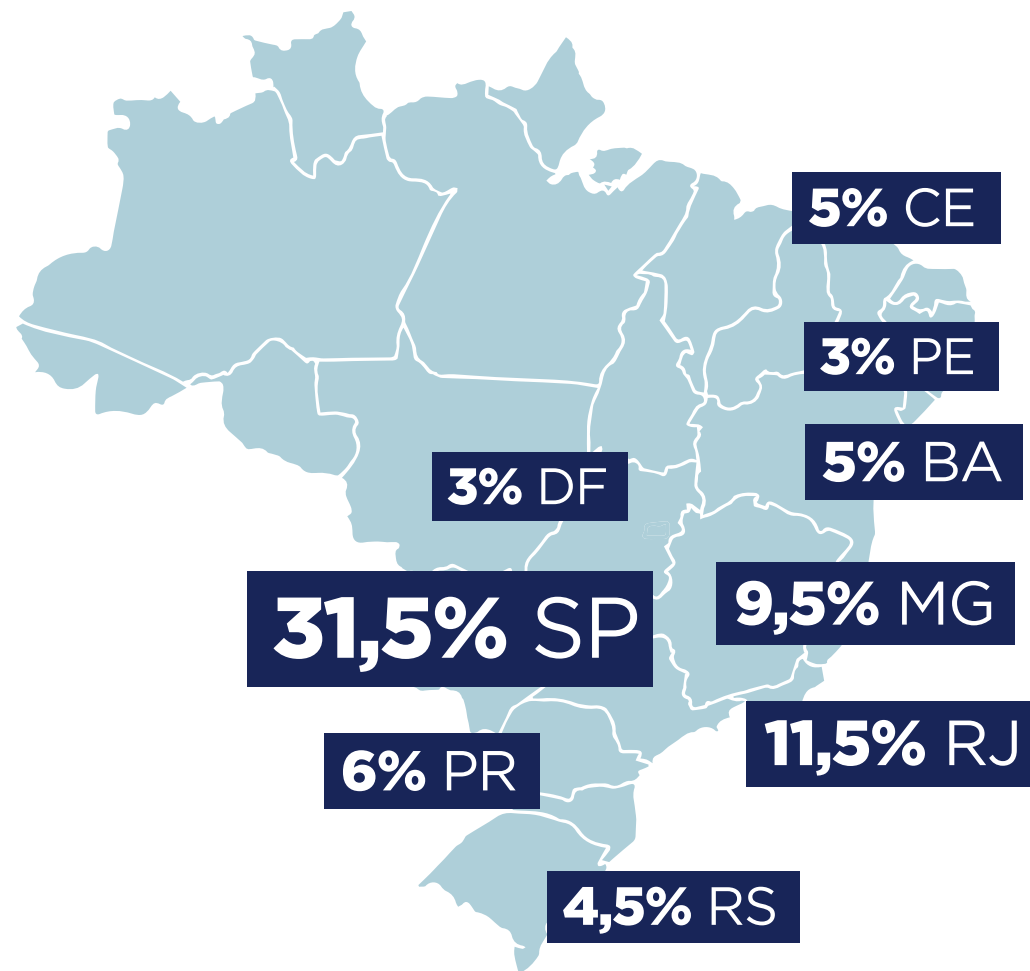 5% CE
3% PE
5% BA
3% DF
9,5% MG
31,5% SP
11,5% RJ
6% PR
4,5% RS